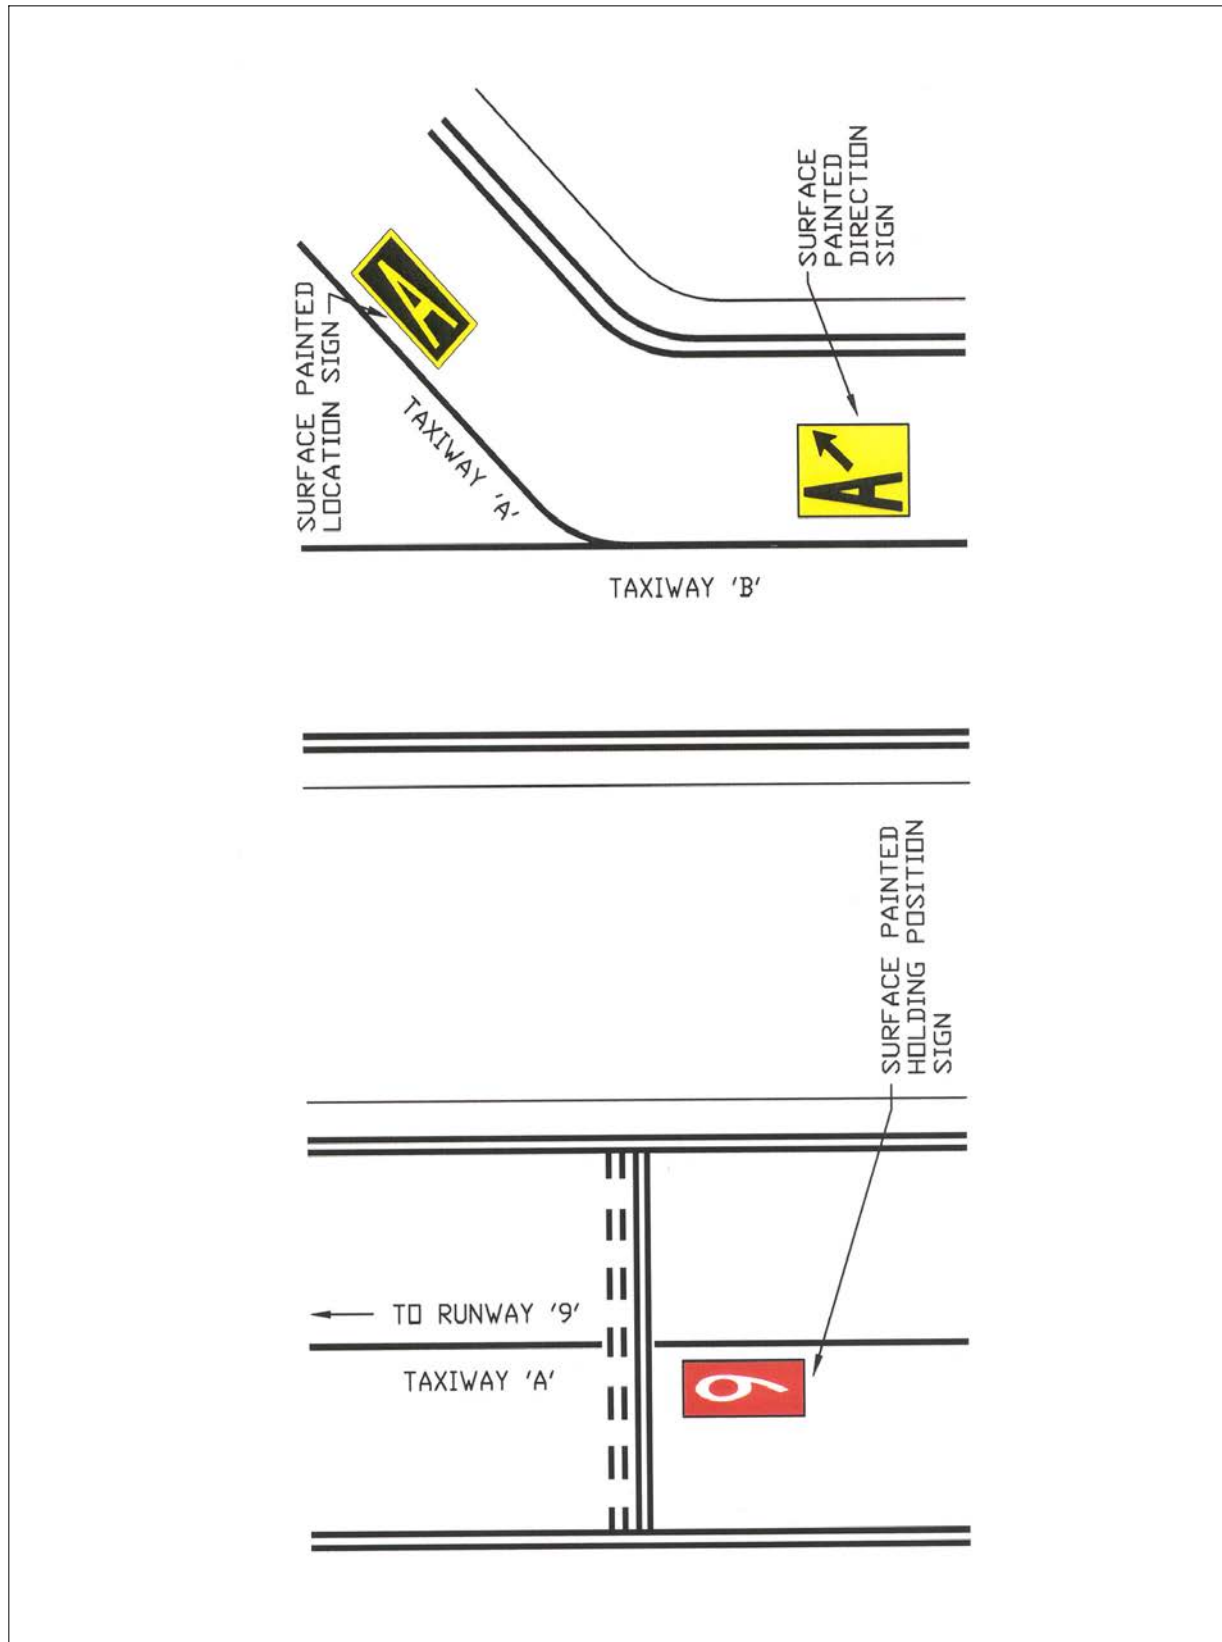 SURFACE PAINTED
LOCATION SIGN
A
TAXIWAY 'A'
SURFACE
PAINTED
DIRECTION
SIGN
A
TAXIWAY 'B'
SURFACE PAINTED
HOLDING POSITION
SIGN
TO RUNWAY '9'
TAXIWAY 'A'
9